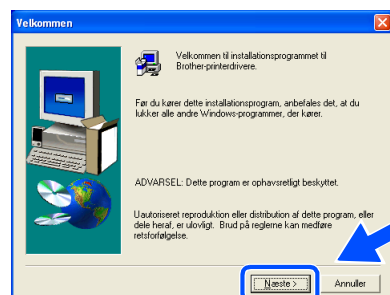 Velkommen
Velkommen til installationsprogrammet til
Brother-printerdrivere.
Før du kører dette installationsprogram, anbefales det, at du
lukker alle andre Windows-programmer, der kører.
ADVARSEL: Dette program er ophavsretligt beskyttet.
Uautoriseret reproduktion eller distribution af dette program, eller
dele heraf, er ulovligt. Brud på reglerne kan medføre
retsforfølgelse.
Næste >
Annuller